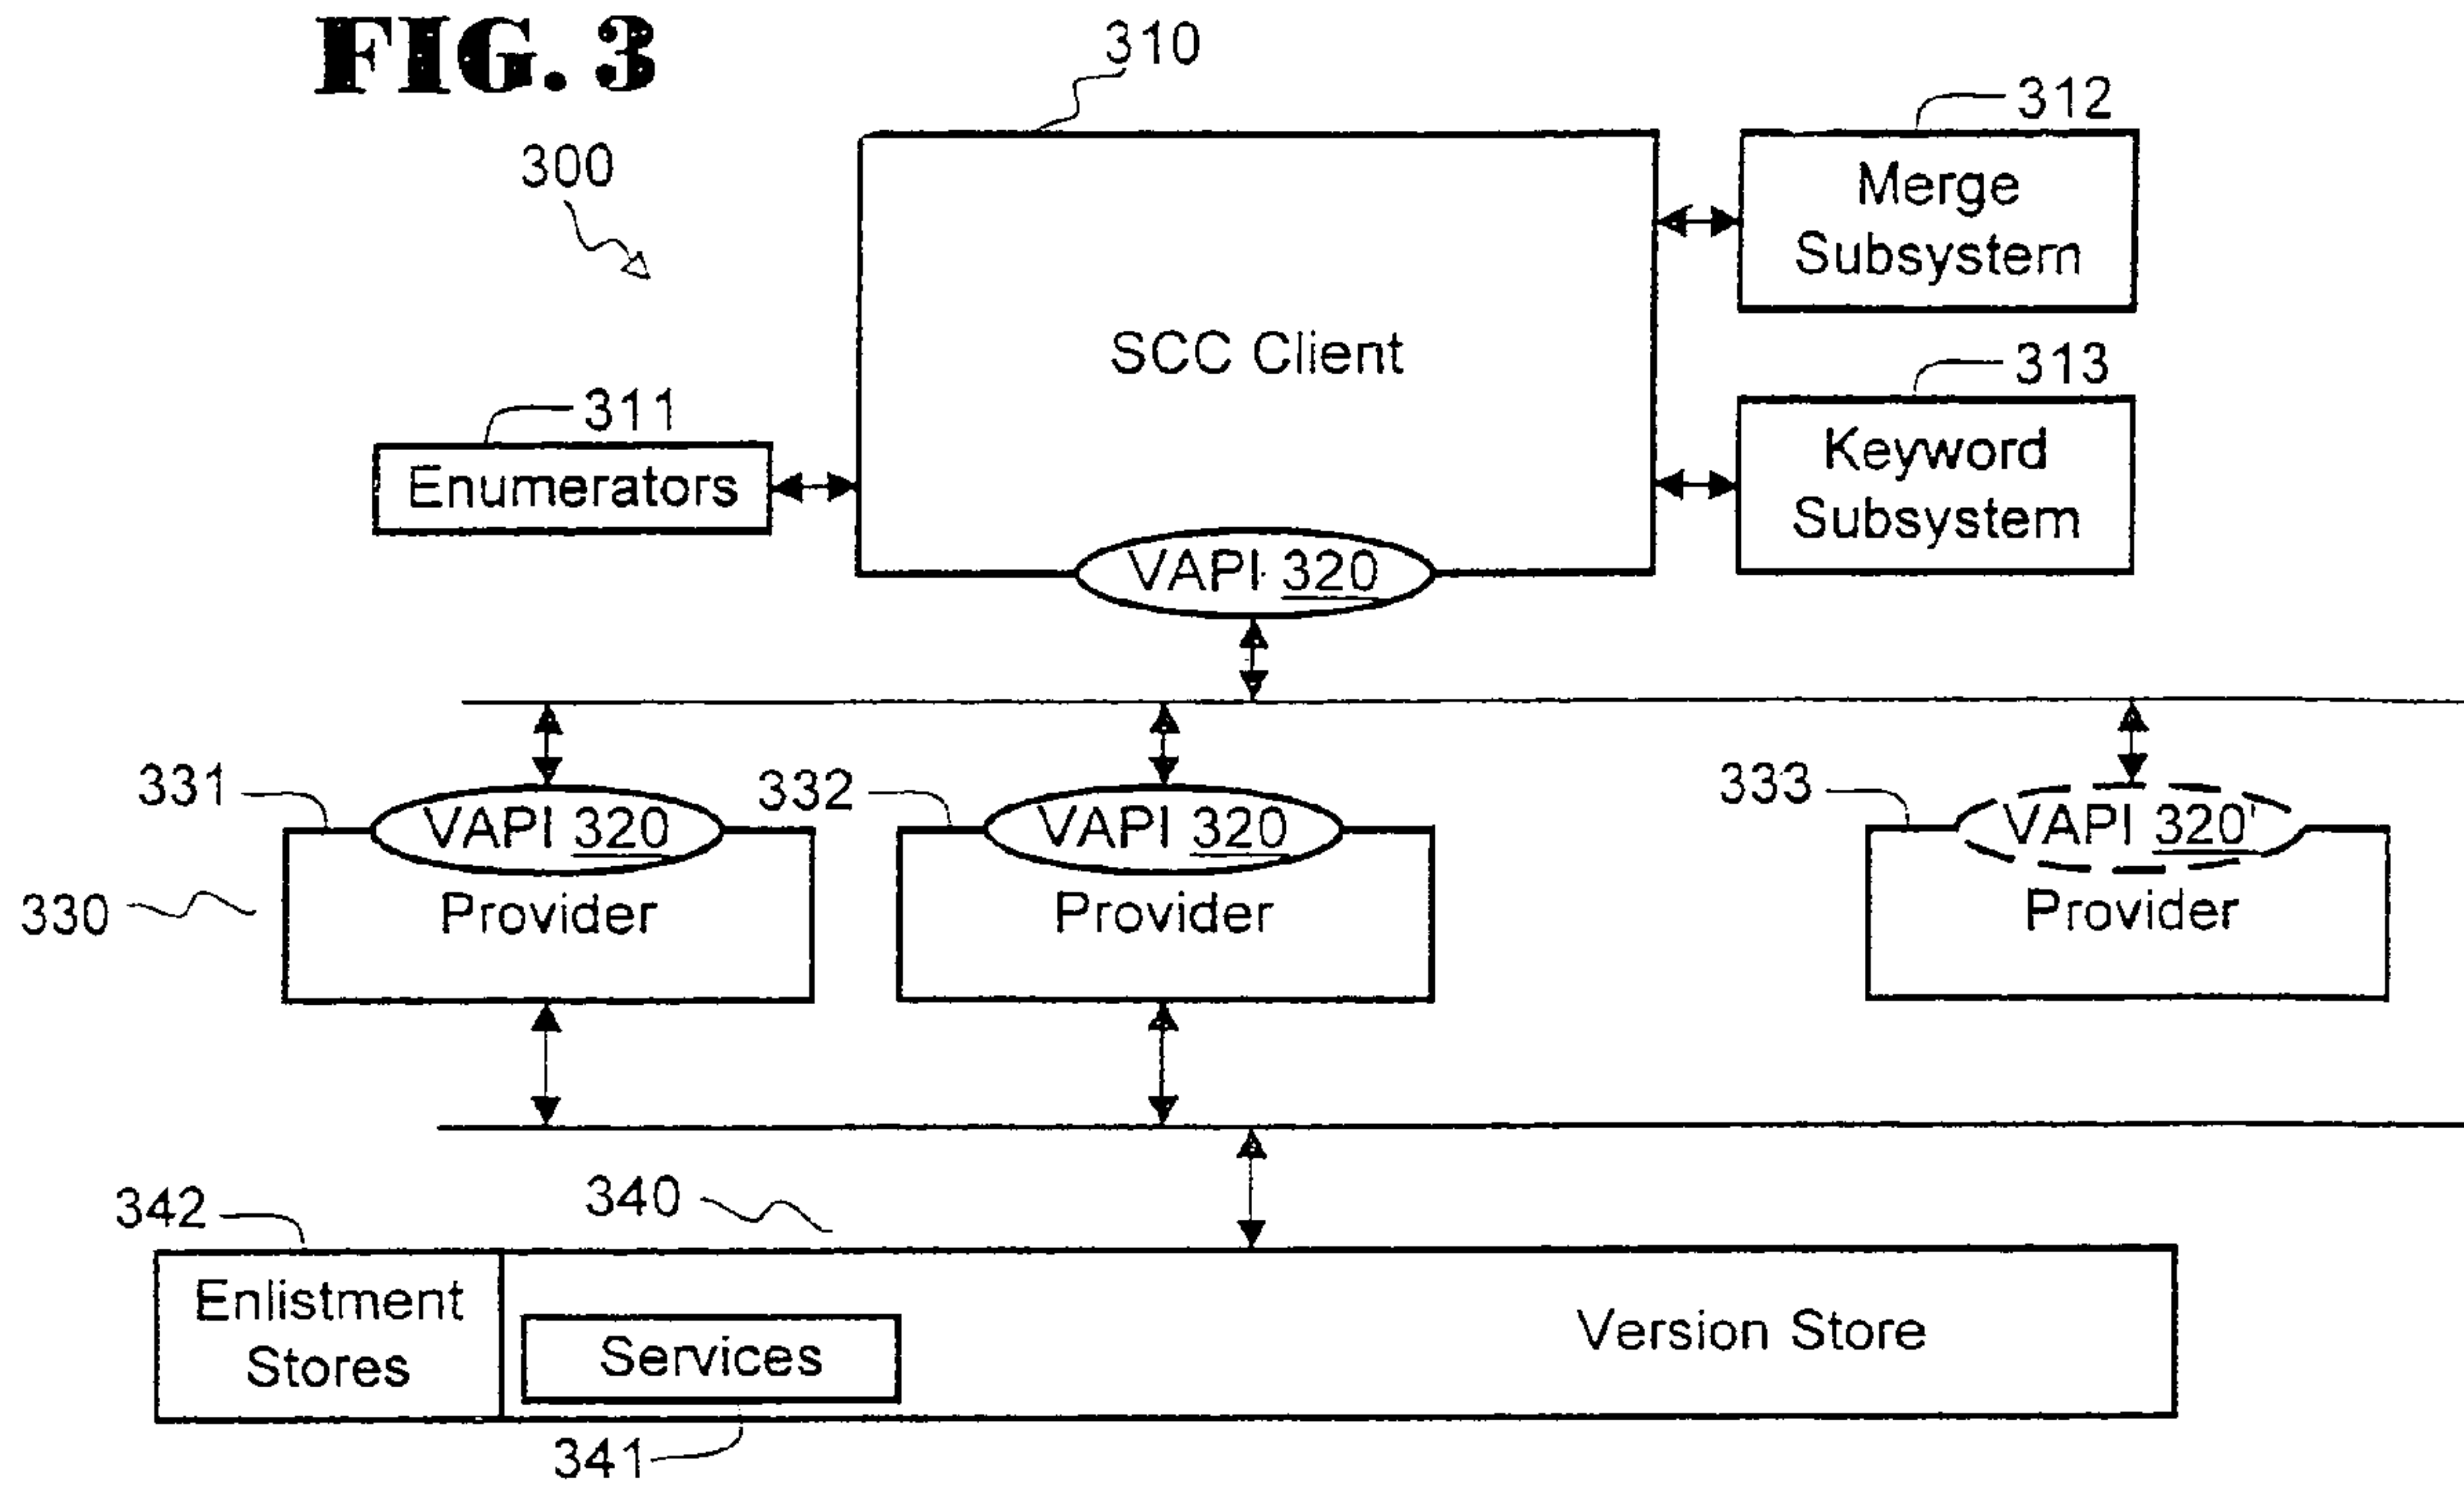 FIG. 3
310
312
300
Merge
Subsystem
SCC Client
313
311
Keyword
Subsystem
Enumerators
VAPI 320
331
VAPI 320
332
VAPI 320
333
VAPI 320'
330
Provider
Provider
Provider
342
340
Enlistment
Stores
Services
Version Store
341